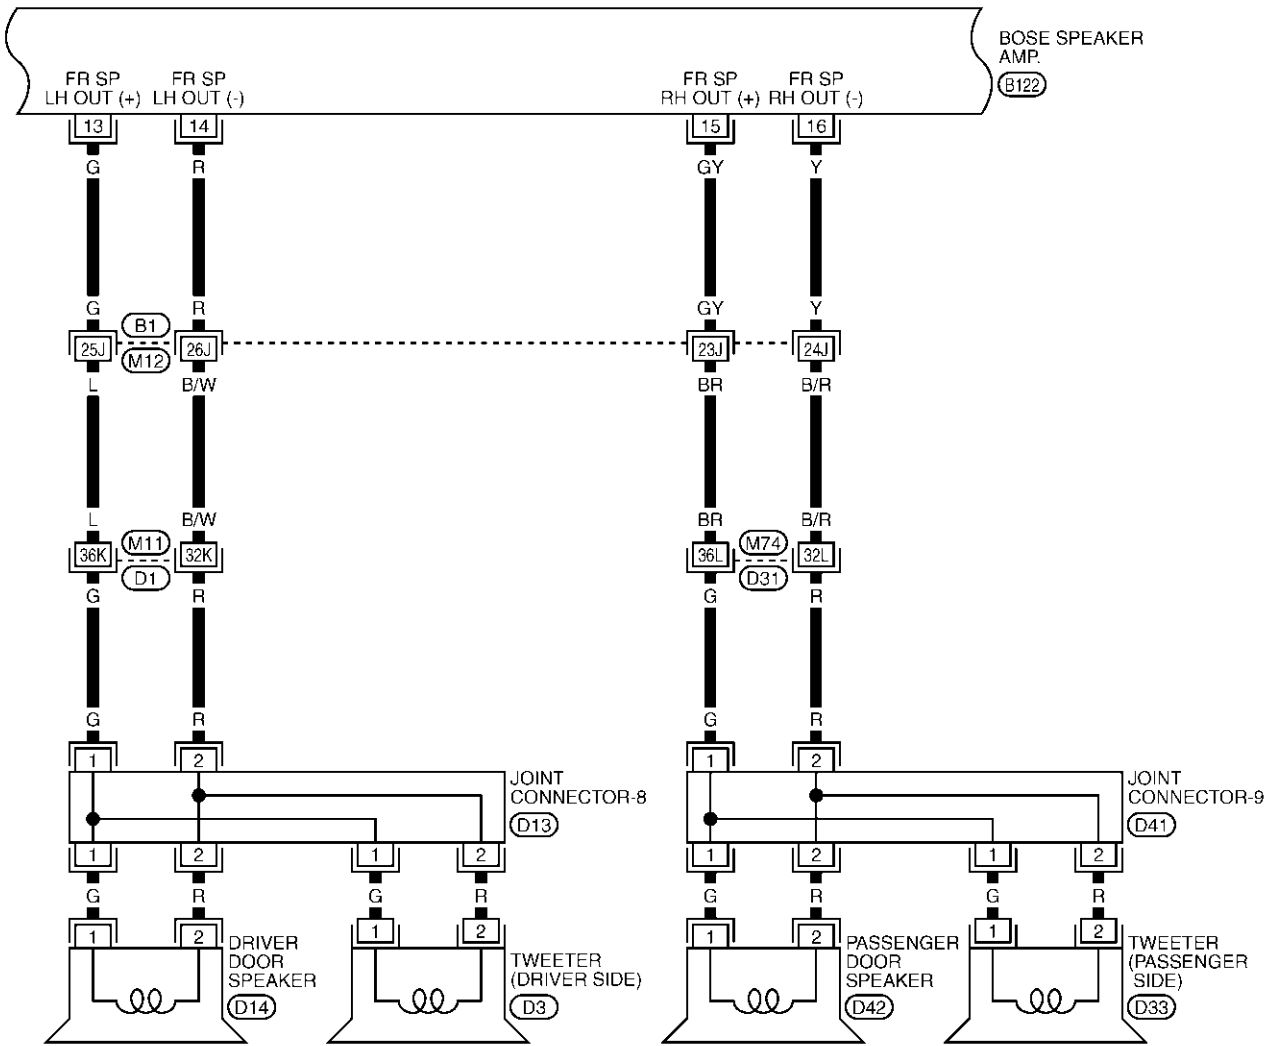 BOSE SPEAKER
AMP.
B122
FR SP
LH OUT (+)
FR SP
LH OUT (-)
FR SP
RH OUT (+)
FR SP
RH OUT (-)
13 14 15 16
G R GY Y
G R GY Y
B1
25J 26J 23J 24J
M12
L B/W BR B/R
L B/W BR B/R
M11 M74
36K 32K 36L 32L
D1 D31
G R G R
G R G R
1 2 1 2
JOINT
CONNECTOR-8
D13
JOINT
CONNECTOR-9
D41
1 2 1 2 1 2 1 2
G R G R G R G R
1 2 1 2 1 2 1 2
DRIVER
DOOR
SPEAKER
D14
TWEETER
(DRIVER SIDE)
D3
PASSENGER
DOOR
SPEAKER
D42
TWEETER
(PASSENGER
SIDE)
D33